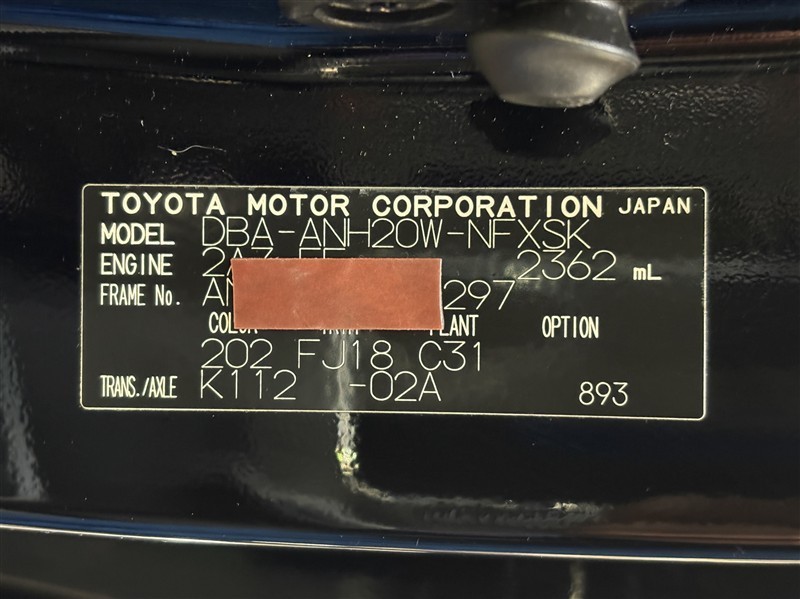 TOYOTA MOTOR CORPORATION JAPAN
MODEL DBA-ANH20W-NFXSK
ENGINE 2362 mL
FRAME No. 297
PLANT OPTION
202 FJ18 C31
TRANS./AXLE K112 -02A 893